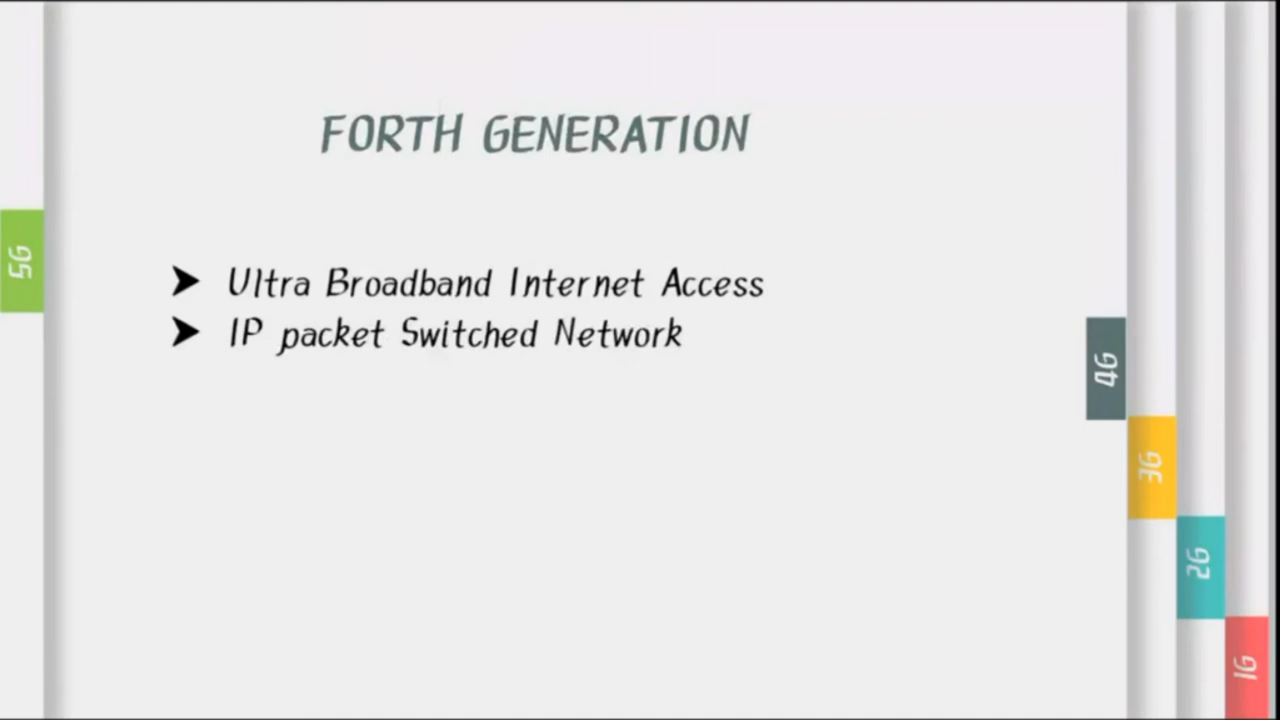 FORTH GENERATION
5G
Ultra Broadband Internet Access
IP packet Switched Network
4G
3G
2G
1G